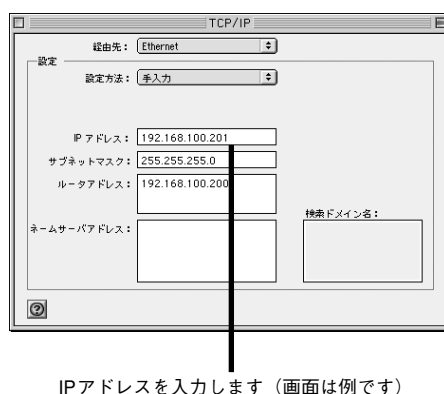 TCP/IP
経由先： Ethernet
設定
設定方法： 手入力
IP アドレス： 192.168.100.201
サブネットマスク： 255.255.255.0
ルータアドレス： 192.168.100.200
検索ドメイン名：
ネームサーバアドレス：
?
IPアドレスを入力します（画面は例です）